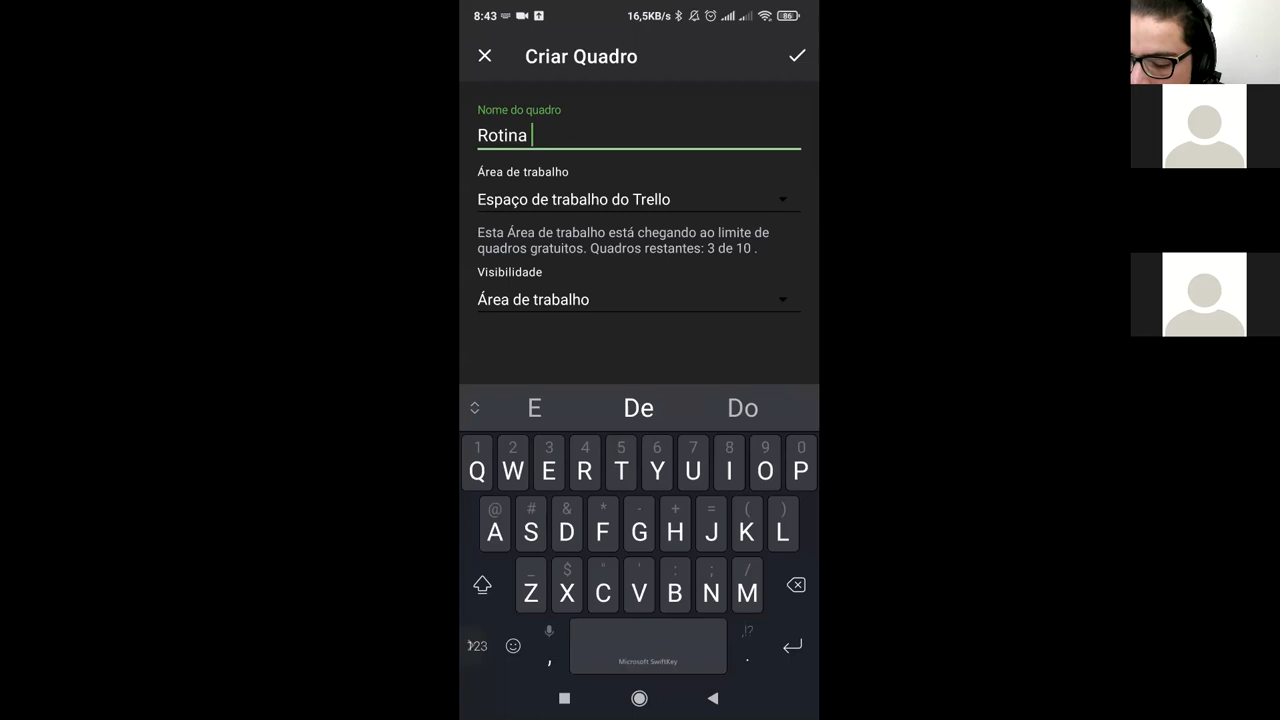 8:43 16,5KB/s 86
Criar Quadro
Nome do quadro
Rotina
Área de trabalho
Espaço de trabalho do Trello
Esta Área de trabalho está chegando ao limite de
quadros gratuitos. Quadros restantes: 3 de 10 .
Visibilidade
Área de trabalho
E De Do
1 2 3 4 5 6 7 8 9 0
Q W E R T Y U I O P
@ # & * - + = ( )
A S D F G H J K L
_ $ " ' : ; /
Z X C V B N M
,!?
123 , Microsoft SwiftKey .